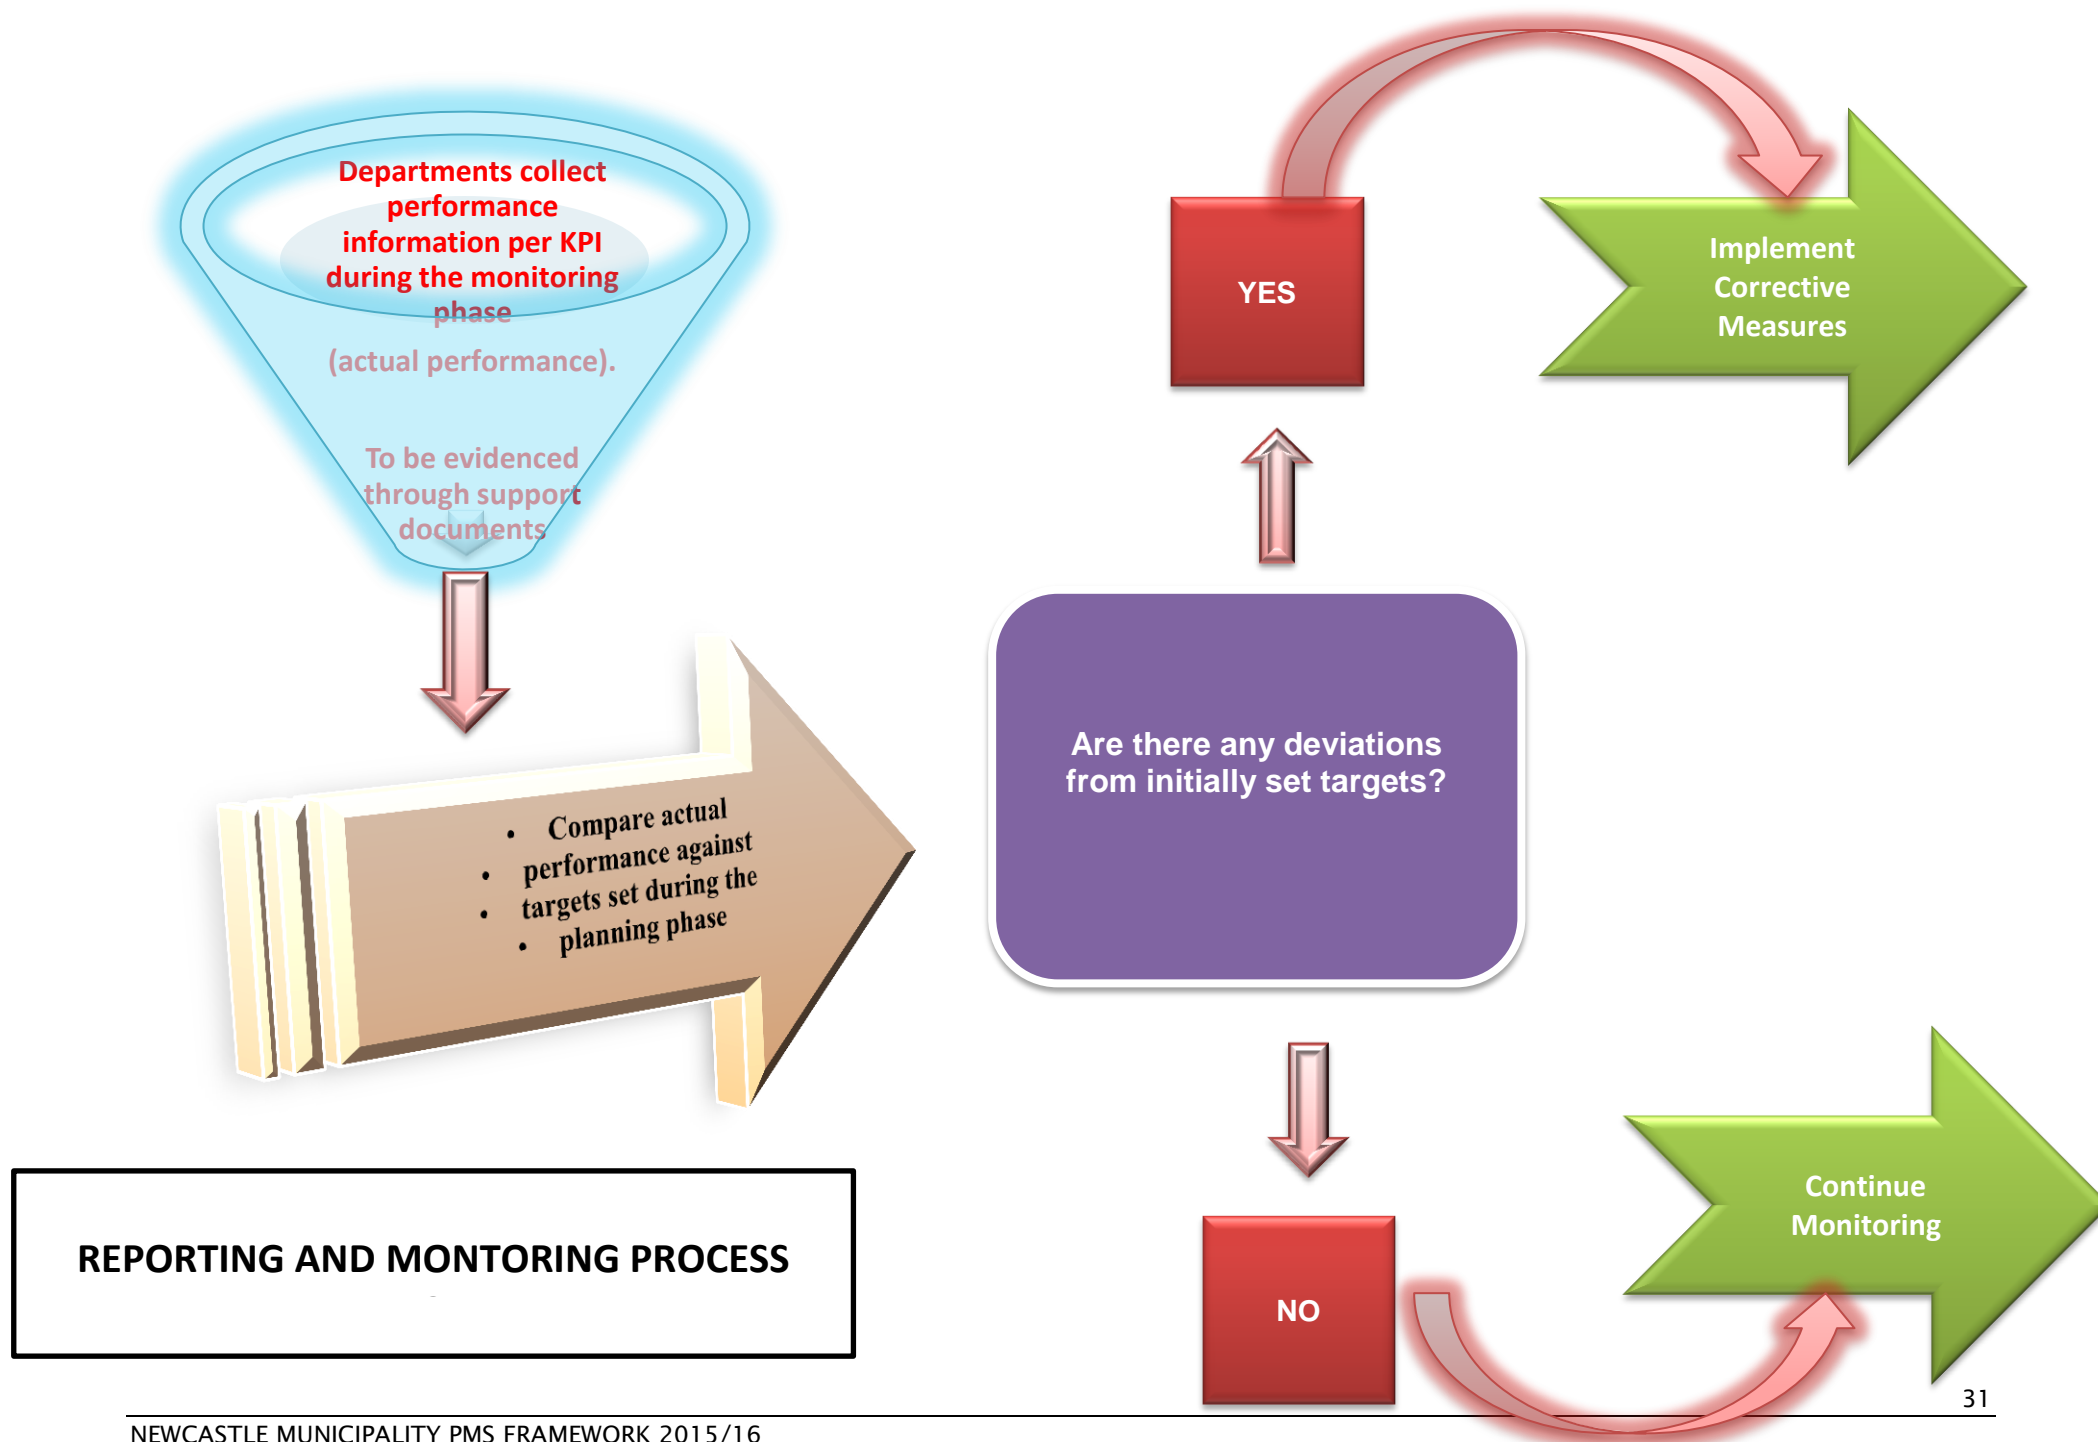 Departments collect
performance
information per KPI
during the monitoring
phase
(actual performance).
To be evidenced
through support
documents
• Compare actual
• performance against
• targets set during the
• planning phase
REPORTING AND MONTORING PROCESS
YES
Implement
Corrective
Measures
Are there any deviations
from initially set targets?
NO
Continue
Monitoring
31
NEWCASTLE MUNICIPALITY PMS FRAMEWORK 2015/16